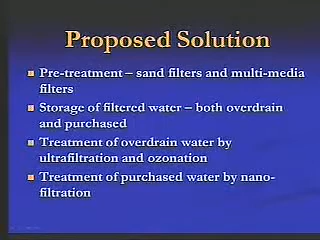 Proposed Solution
Pre-treatment – sand filters and multi-media
filters
Storage of filtered water – both overdrain
and purchased
Treatment of overdrain water by
ultrafiltration and ozonation
Treatment of purchased water by nano-
filtration